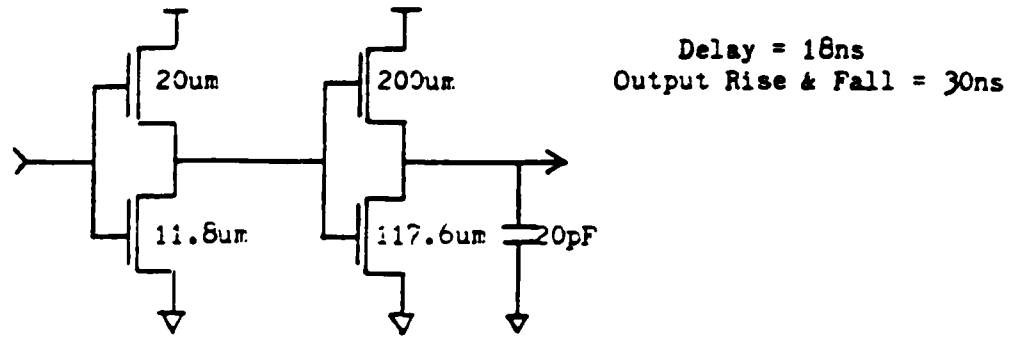 Delay = 18ns
Output Rise & Fall = 30ns
20um
200um
11.8um
117.6um
20pF